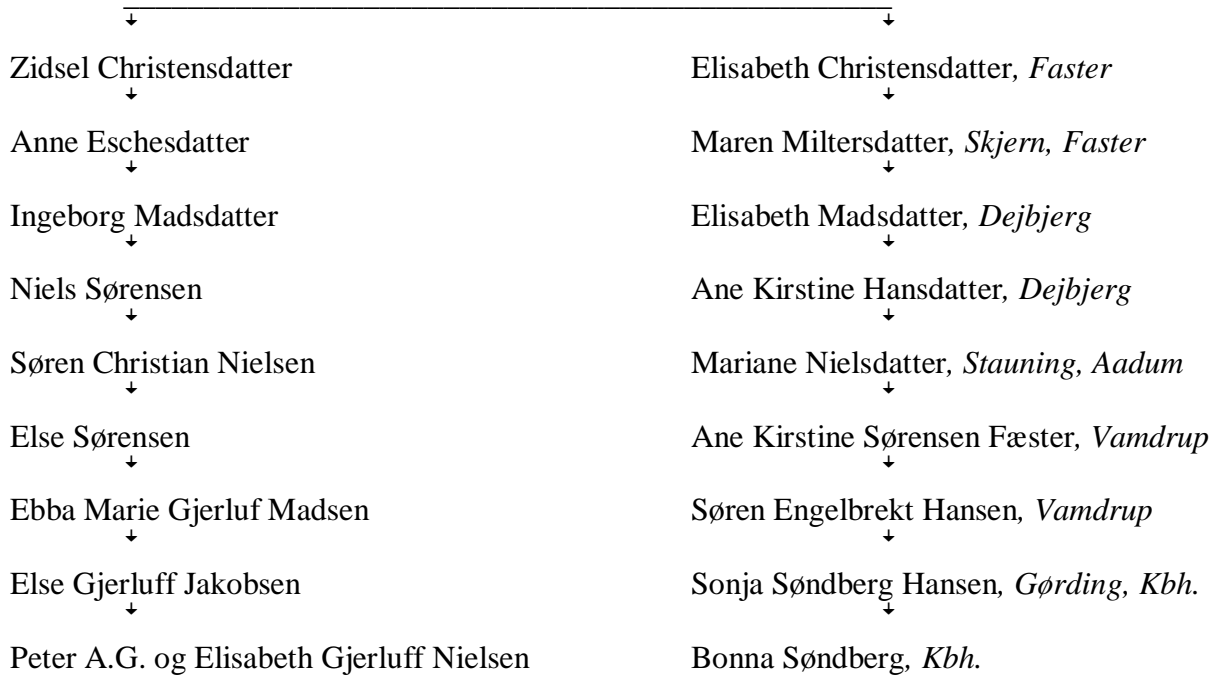 Zidsel Christensdatter Elisabeth Christensdatter, Faster
Anne Eschesdatter Maren Miltersdatter, Skjern, Faster
Ingeborg Madsdatter Elisabeth Madsdatter, Dejbjerg
Niels Sørensen Ane Kirstine Hansdatter, Dejbjerg
Søren Christian Nielsen Mariane Nielsdatter, Stauning, Aadum
Else Sørensen Ane Kirstine Sørensen Fæster, Vamdrup
Ebba Marie Gjerluf Madsen Søren Engelbrekt Hansen, Vamdrup
Else Gjerluff Jakobsen Sonja Søndberg Hansen, Gørding, Kbh.
Peter A.G. og Elisabeth Gjerluff Nielsen Bonna Søndberg, Kbh.